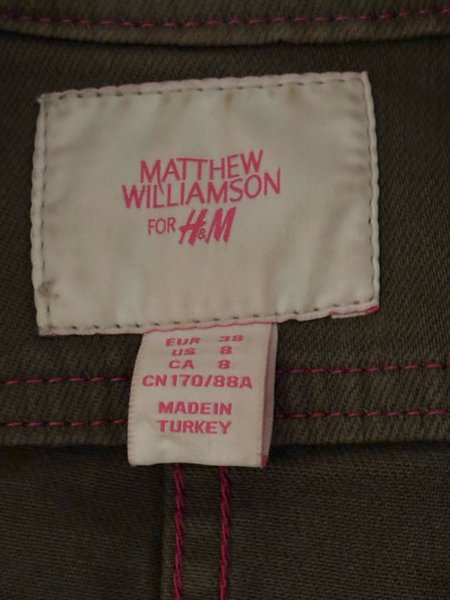 MATTHEW
WILLIAMSON
FOR H&M
EUR 38
US 8
CA 8
CN170/88A
MADE IN
TURKEY